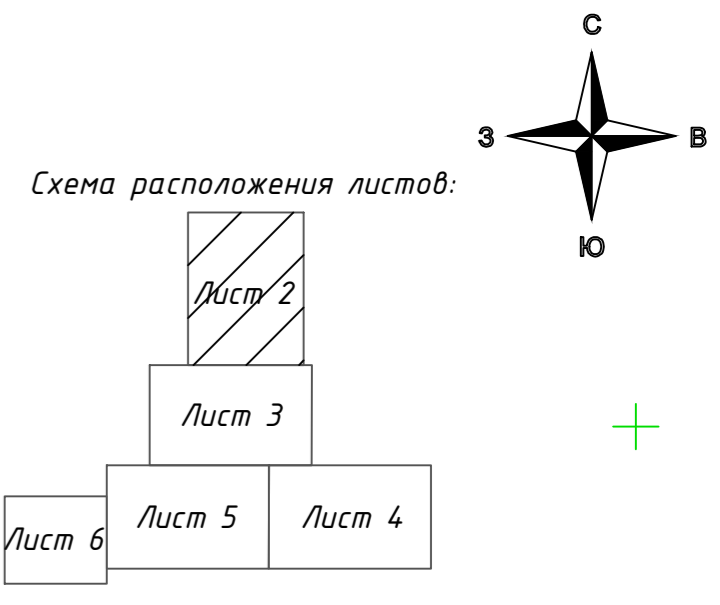 С
З
В
Ю
Схема расположения листов:
Лист 2
Лист 3
Лист 5
Лист 4
Лист 6